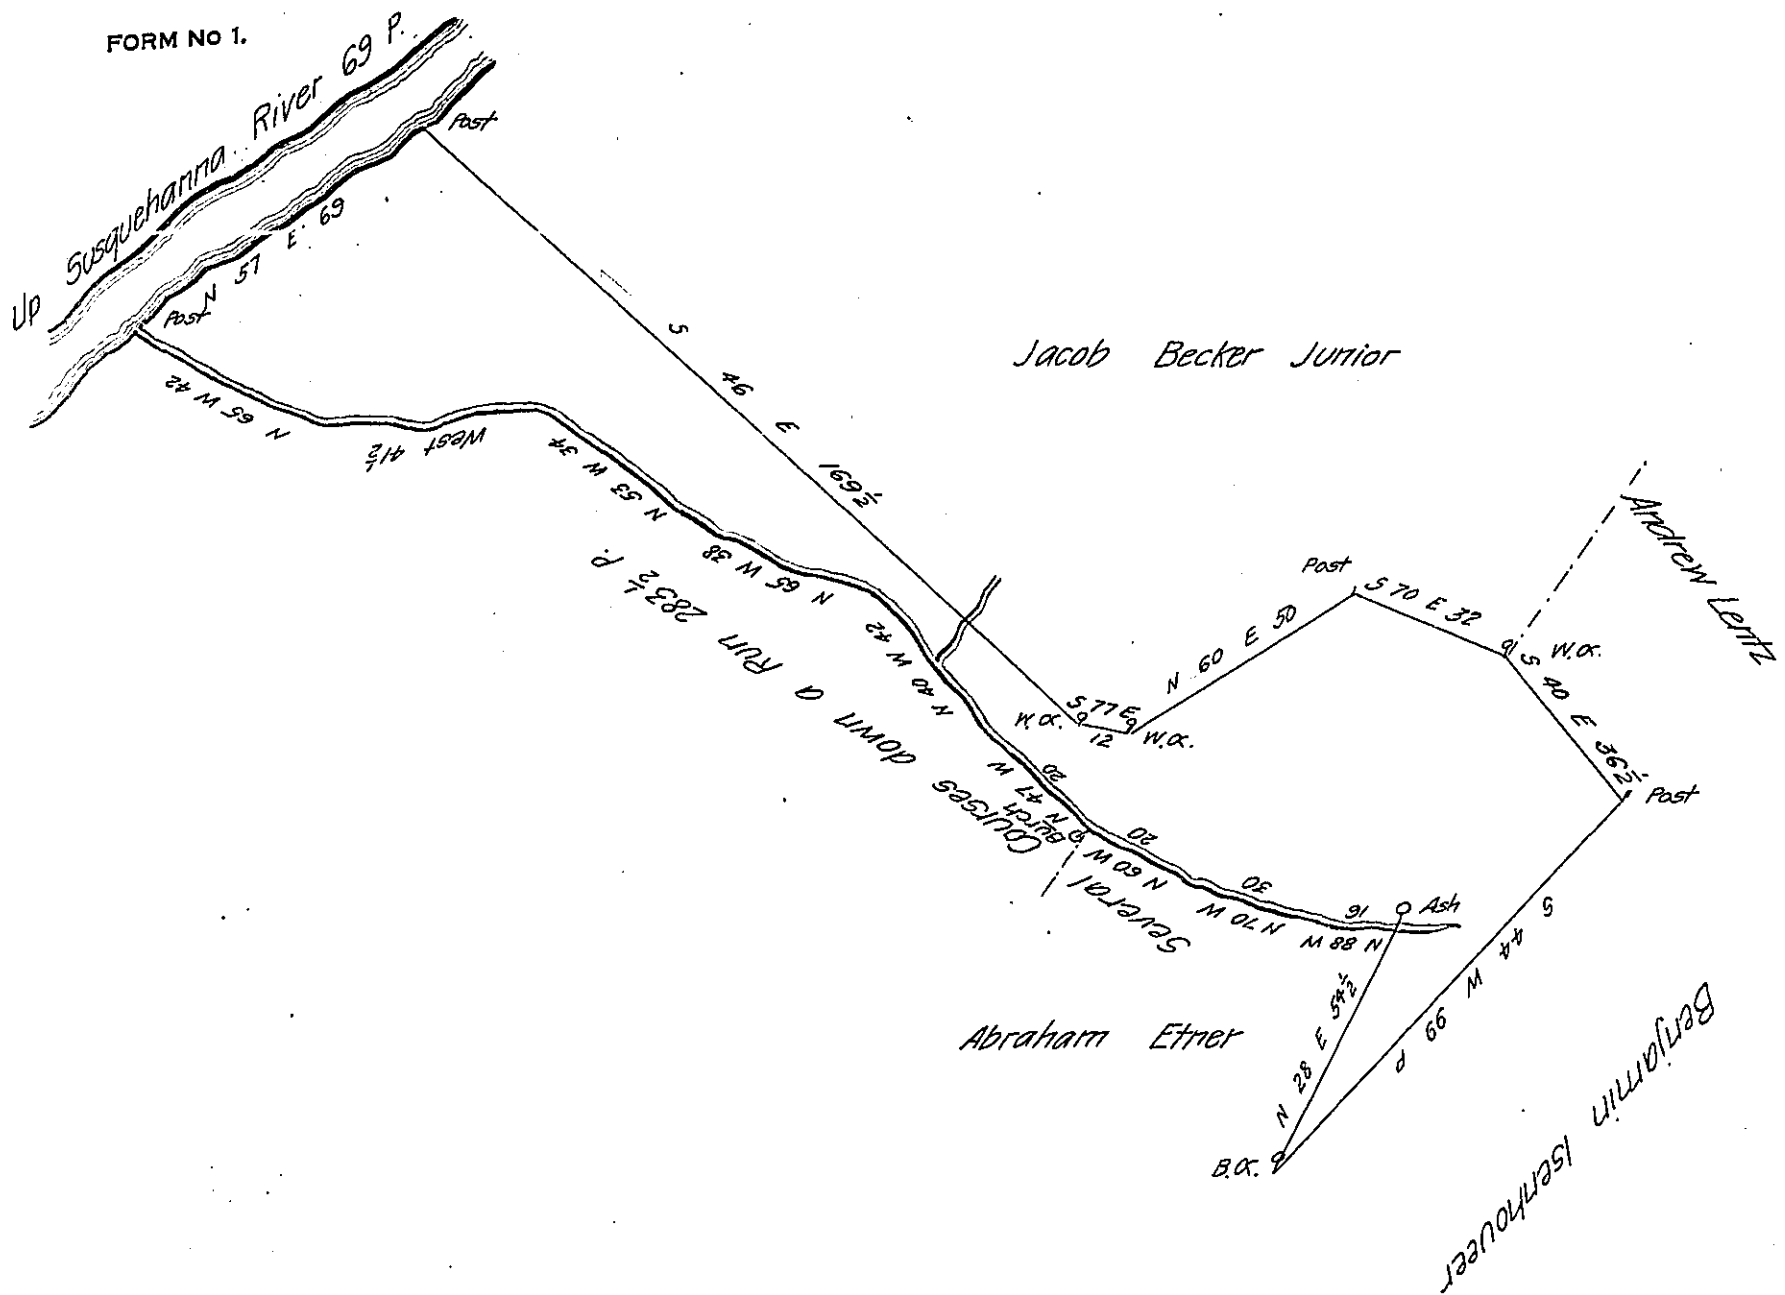 FORM No 1.
Up Susquehanna River 69 P.
Post
N 57 E 69
Post
N 65 W 42
West 41½
N 53 W 34
N 65 W 38
N 40 W 42
N 47 W 20
N 60 W 20
N 70 W 30
N 88 W 16
Several Courses down a Run 283½ P.
S 49 E 169½
Jacob Becker Junior
W.O.
S 77 E 12
W.O.
N 60 E 50
Post
S 70 E 32
W.O.
Andrew Lentz
S 40 E 36½
Post
S 44 W 99 P
Burch
Ash
N 28 E 54½
B.O.
Abraham Etner
Benjamin Isenhoueer